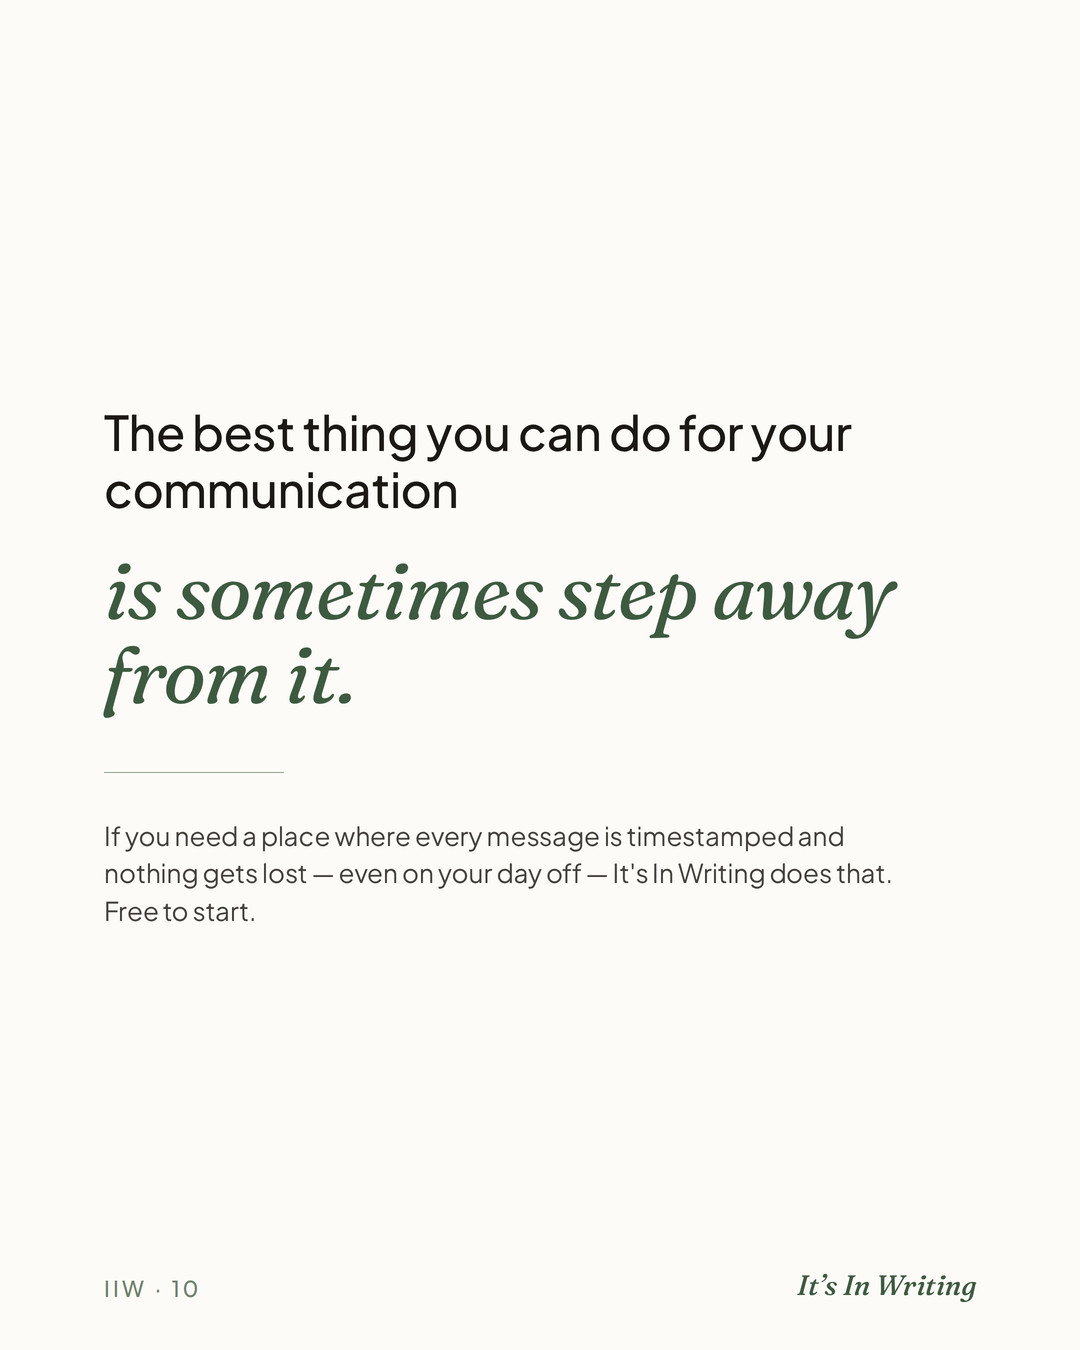 The best thing you can do for your
communication
is sometimes step away
from it.
If you need a place where every message is timestamped and
nothing gets lost — even on your day off — It's In Writing does that.
Free to start.
IIW · 10
It’s In Writing